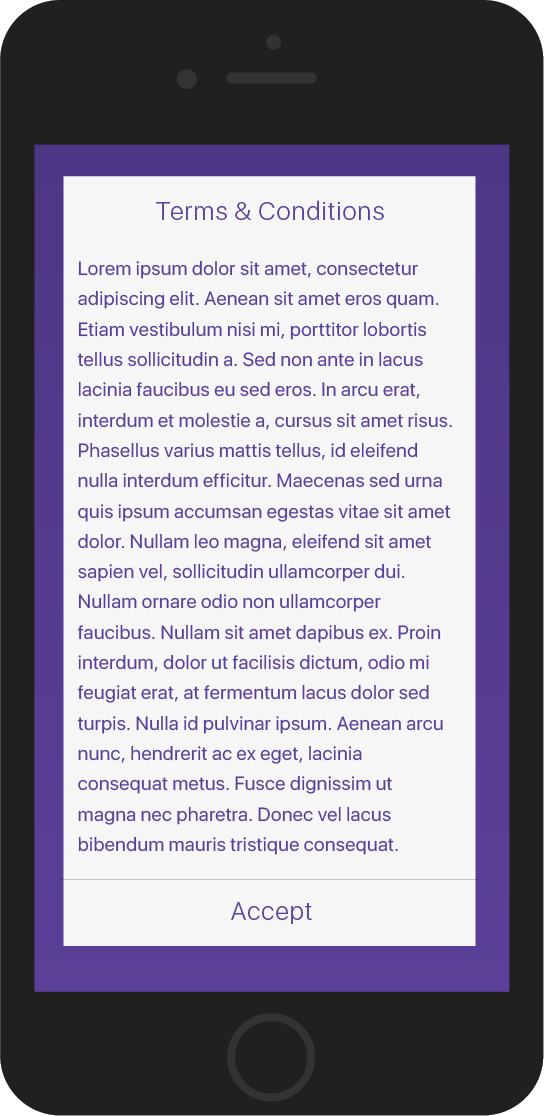 Terms & Conditions
Lorem ipsum dolor sit amet, consectetur
adipiscing elit. Aenean sit amet eros quam.
Etiam vestibulum nisi mi, porttitor lobortis
tellus sollicitudin a. Sed non ante in lacus
lacinia faucibus eu sed eros. In arcu erat,
interdum et molestie a, cursus sit amet risus.
Phasellus varius mattis tellus, id eleifend
nulla interdum efficitur. Maecenas sed urna
quis ipsum accumsan egestas vitae sit amet
dolor. Nullam leo magna, eleifend sit amet
sapien vel, sollicitudin ullamcorper dui.
Nullam ornare odio non ullamcorper
faucibus. Nullam sit amet dapibus ex. Proin
interdum, dolor ut facilisis dictum, odio mi
feugiat erat, at fermentum lacus dolor sed
turpis. Nulla id pulvinar ipsum. Aenean arcu
nunc, hendrerit ac ex eget, lacinia
consequat metus. Fusce dignissim ut
magna nec pharetra. Donec vel lacus
bibendum mauris tristique consequat.
Accept